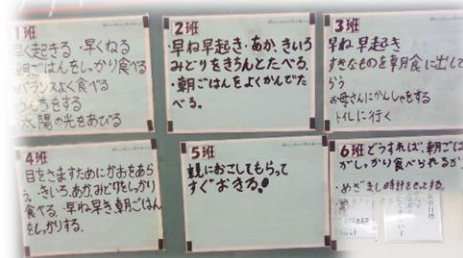 1班
早く起きる・早くねる
朝ごはんをしっかり食べる
バランスよく食べる
うんちをする
太陽の光をあびる
2班
早ね早起き・あか、きいろ
みどりをきちんとたべる。
・朝ごはんをよくかんでた
べる。
3班
早ね早起き
すきなものを朝食に出して
らう
お母さんにかんしゃをする
トイレに行く
4班
目をさますためにかおをあら
う、きいろ、あか、みどりをしっかり
食べる・早ね早き朝ごはん
をしっかりする。
5班
親におこしてもらって
すぐおきる!
6班 どうすれば、朝ごは
がしっかり食べられるか
・めざまし時計をセットする。